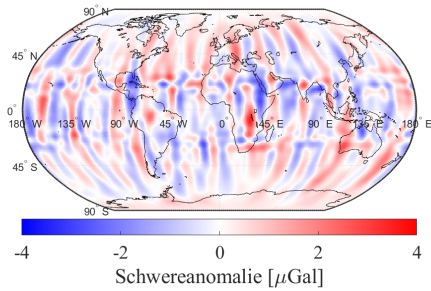 90° N
45° N
0°
180° W 135° W 90° W 45° W 0° 45° E 90° E 135° E 180° E
45° S
90° S
-4 -2 0 2 4
Schwereanomalie [μGal]